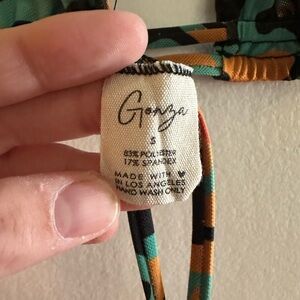 Gonza
S
83% POLYESTER
17% SPANDEX
MADE WITH ♥
IN LOS ANGELES
HAND WASH ONLY